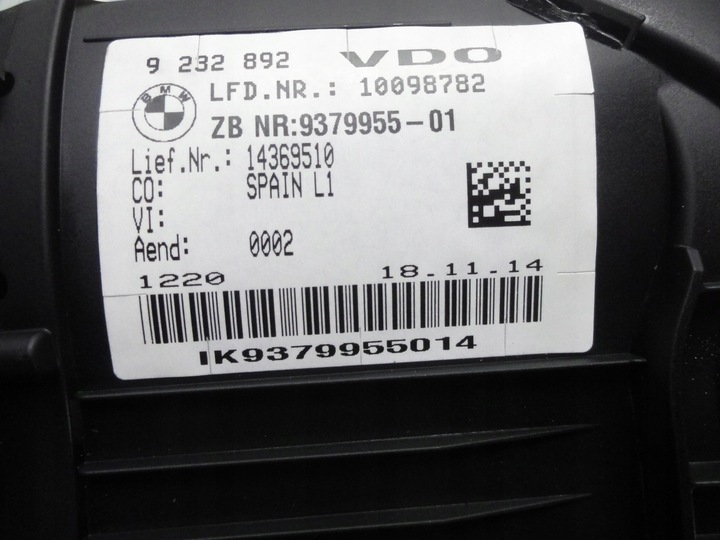 9 232 892 VDO
BMW LFD.NR.: 10098782
ZB NR:9379955-01
Lief.Nr.: 14369510
CO: SPAIN L1
VI:
Aend: 0002
1220 18.11.14
IK9379955014